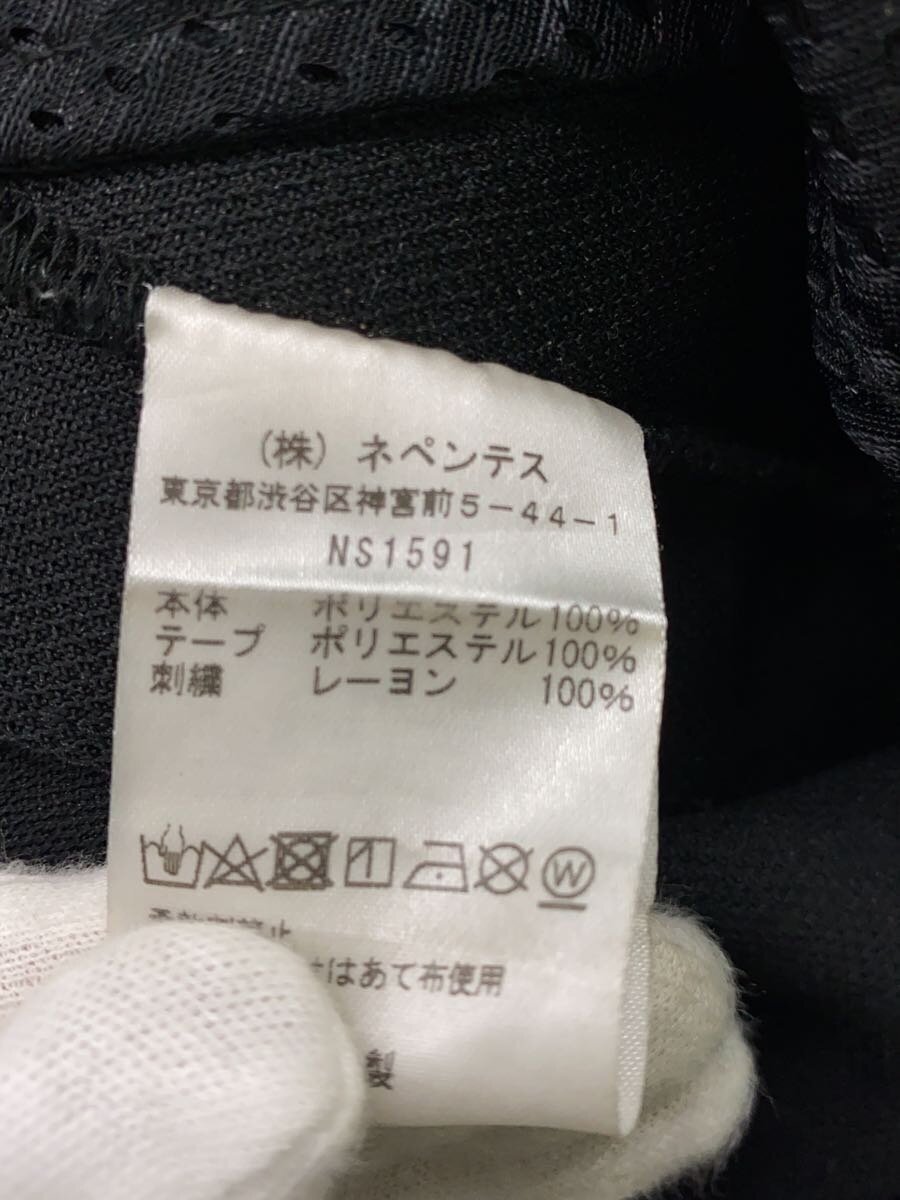 (株) ネペンテス
東京都渋谷区神宮前5-44-1
NS1591
本体 ポリエステル100%
テープ ポリエステル100%
刺繍 レーヨン 100%
W
はあて布使用
製